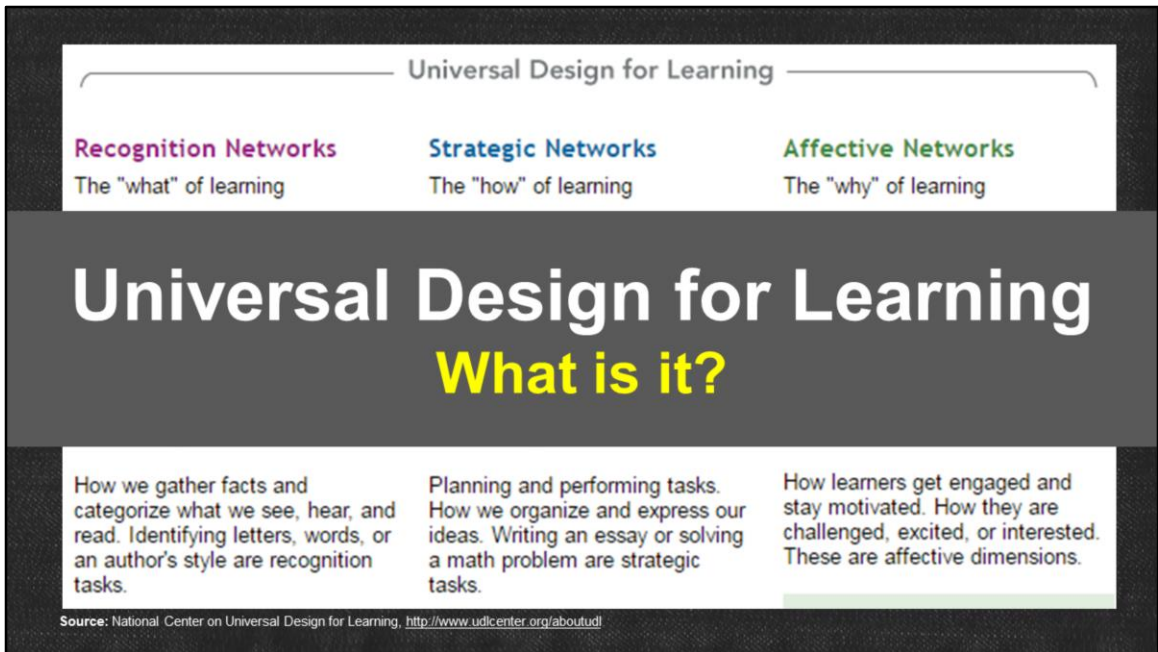 Universal Design for Learning
Recognition Networks
The "what" of learning
Strategic Networks
The "how" of learning
Affective Networks
The "why" of learning
Universal Design for Learning
What is it?
How we gather facts and
categorize what we see, hear, and
read. Identifying letters, words, or
an author's style are recognition
tasks.
Planning and performing tasks.
How we organize and express our
ideas. Writing an essay or solving
a math problem are strategic
tasks.
How learners get engaged and
stay motivated. How they are
challenged, excited, or interested.
These are affective dimensions.
Source: National Center on Universal Design for Learning, http://www.udlcenter.org/aboutudl